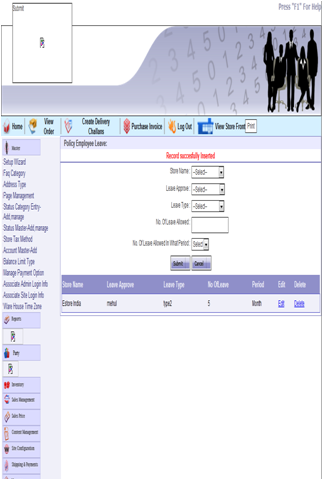 Submit
Press "F1" For Help
Home
View Order
Create Delivery Challans
Purchase Invoice
Log Out
View Store Front
Print
Master
Policy Employee Leave:
Record succesfully Inserted
Setup Wizard
Faq Category
Address Type
Page Management
Status Category Entry-
Add,manage
Status Master-Add,manage
Store Tax Method
Account Master-Add
Balance Limit Type
Manage Payment Option
Associate Admin Login Info
Associate Site Login Info
Ware House Time Zone
Reports
Party
Inventory
Sales Management
Sales Price
Content Management
Site Configuration
Shipping & Payments
Store Name: --Select--
Leave Approve: --Select--
Leave Type: --Select--
No. Of Leave Allowed:
No. Of Leave Allowed In What Period: Select
Submit Cancel
Store Name Leave Approve Leave Type No Of Leave Period Edit Delete
Estore India mehul type2 5 Month Edit Delete